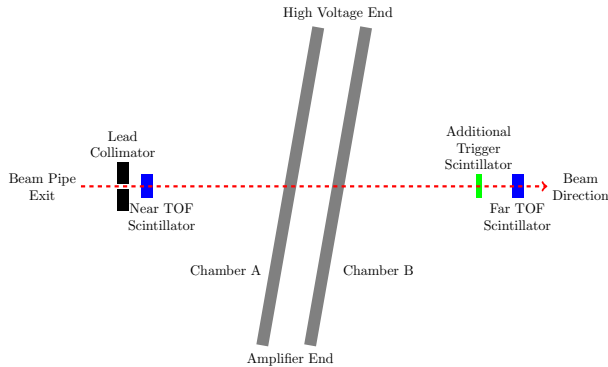 High Voltage End
Lead
Collimator
Additional
Trigger
Scintillator
Beam Pipe
Exit
Beam
Direction
Near TOF
Scintillator
Far TOF
Scintillator
Chamber A
Chamber B
Amplifier End